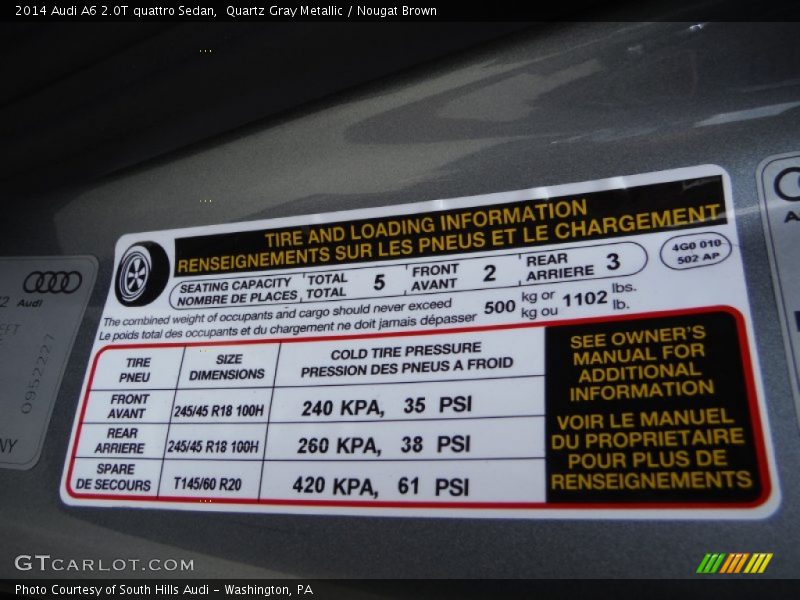 2014 Audi A6 2.0T quattro Sedan,  Quartz Gray Metallic / Nougat Brown
TIRE AND LOADING INFORMATION
RENSEIGNEMENTS SUR LES PNEUS ET LE CHARGEMENT
SEATING CAPACITY TOTAL 5 FRONT 2 REAR 3
NOMBRE DE PLACES TOTAL AVANT ARRIERE
4G0 010
502 AP
The combined weight of occupants and cargo should never exceed 500 kg or 1102 lbs.
Le poids total des occupants et du chargement ne doit jamais dépasser kg ou lb.
TIRE SIZE COLD TIRE PRESSURE
PNEU DIMENSIONS PRESSION DES PNEUS A FROID
FRONT
AVANT 245/45 R18 100H 240 KPA, 35 PSI
REAR
ARRIERE 245/45 R18 100H 260 KPA, 38 PSI
SPARE
DE SECOURS T145/60 R20 420 KPA, 61 PSI
SEE OWNER'S
MANUAL FOR
ADDITIONAL
INFORMATION
VOIR LE MANUEL
DU PROPRIETAIRE
POUR PLUS DE
RENSEIGNEMENTS
Audi
0952227
GTCARLOT.COM
Photo Courtesy of South Hills Audi - Washington, PA